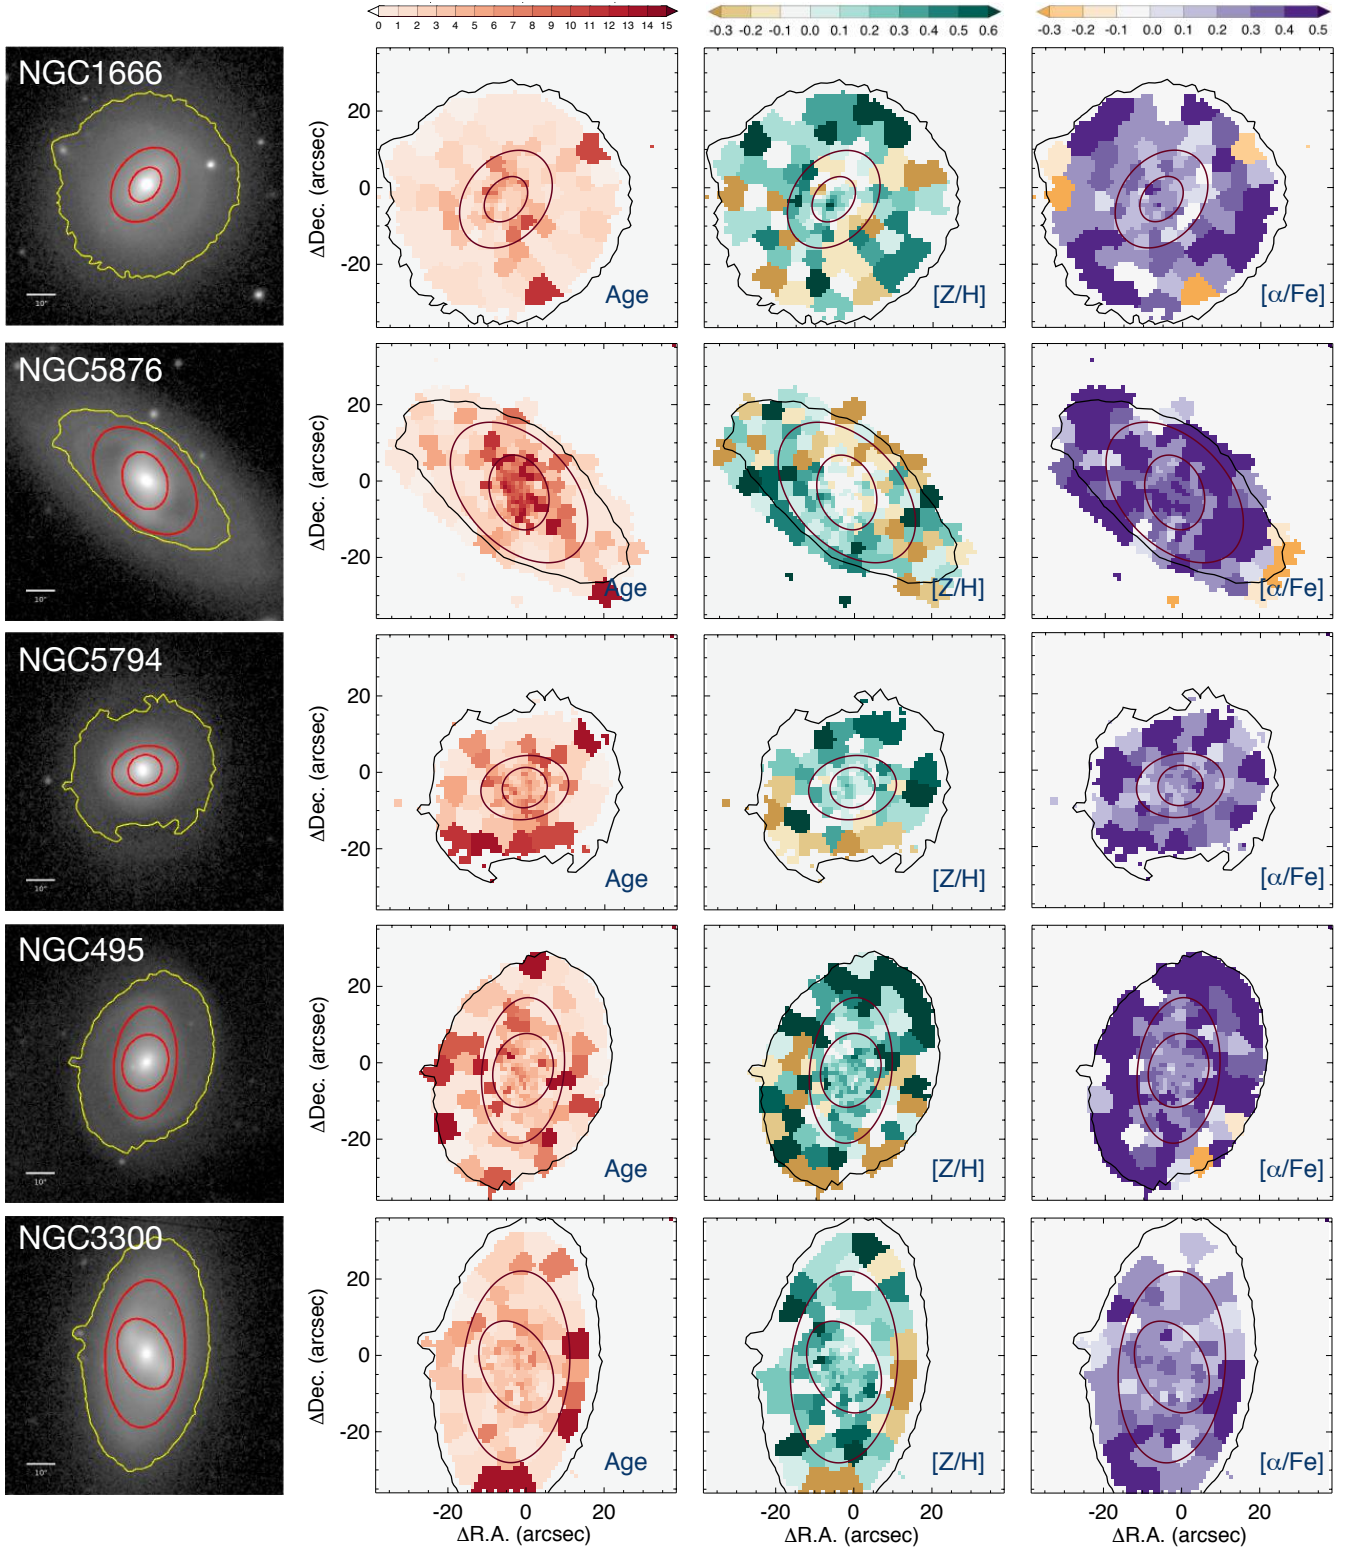 0 1 2 3 4 5 6 7 8 9 10 11 12 13 14 15
-0.3 -0.2 -0.1 0.0 0.1 0.2 0.3 0.4 0.5 0.6
-0.3 -0.2 -0.1 0.0 0.1 0.2 0.3 0.4 0.5
NGC1666
10"
ΔDec. (arcsec)
20
0
-20
Age
[Z/H]
[α/Fe]
NGC5876
10"
ΔDec. (arcsec)
20
0
-20
Age
[Z/H]
[α/Fe]
NGC5794
10"
ΔDec. (arcsec)
20
0
-20
Age
[Z/H]
[α/Fe]
NGC495
10"
ΔDec. (arcsec)
20
0
-20
Age
[Z/H]
[α/Fe]
NGC3300
10"
ΔDec. (arcsec)
20
0
-20
Age
[Z/H]
[α/Fe]
-20 0 20
-20 0 20
-20 0 20
ΔR.A. (arcsec)
ΔR.A. (arcsec)
ΔR.A. (arcsec)